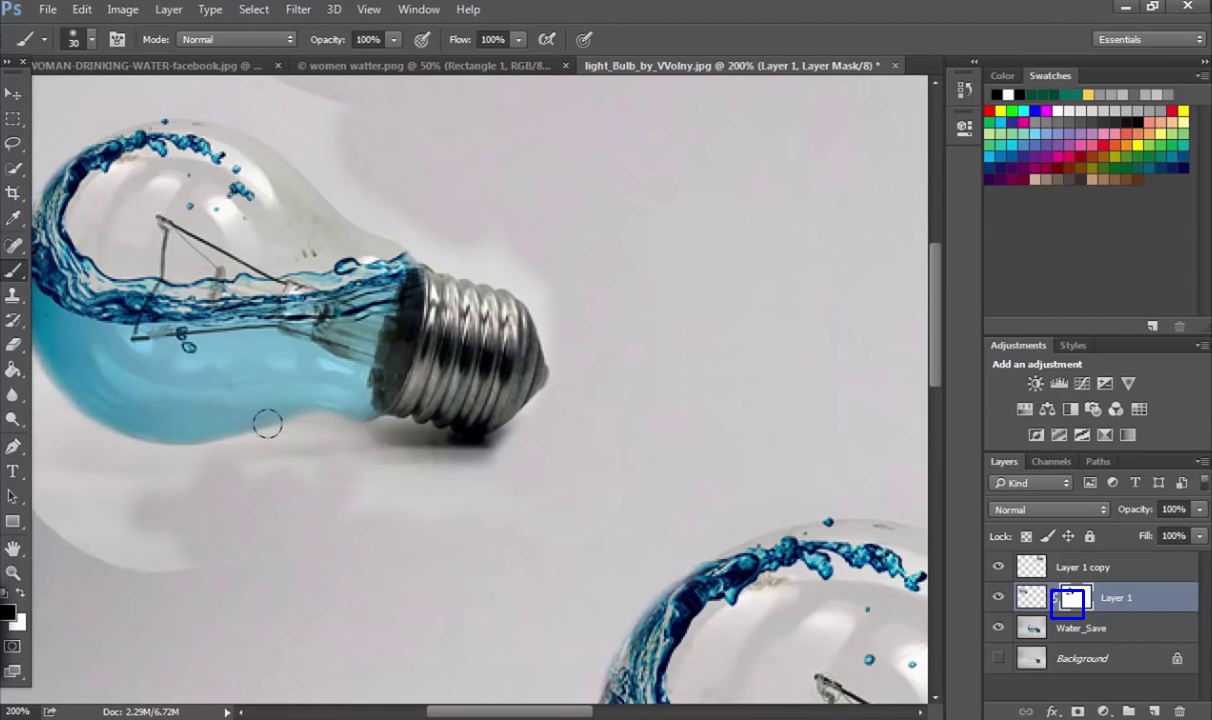 Ps File Edit Image Layer Type Select Filter 3D View Window Help
30 Mode: Normal Opacity: 100% Flow: 100% Essentials
WOMAN-DRINKING-WATER-facebook.jpg @ ... × © women watter.png @ 50% (Rectangle 1, RGB/8... × light_Bulb_by_VVolny.jpg @ 200% (Layer 1, Layer Mask/8) * ×
Color Swatches
Adjustments Styles
Add an adjustment
Layers Channels Paths
Kind
Normal Opacity: 100%
Lock: Fill: 100%
Layer 1 copy
Layer 1
Water_Save
Background
200% Doc: 2.29M/6.72M